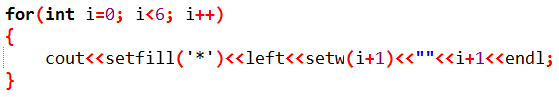 for(int i=0; i<6; i++)
{
cout<<setfill('*')<<left<<setw(i+1)<<""<<i+1<<endl;
}